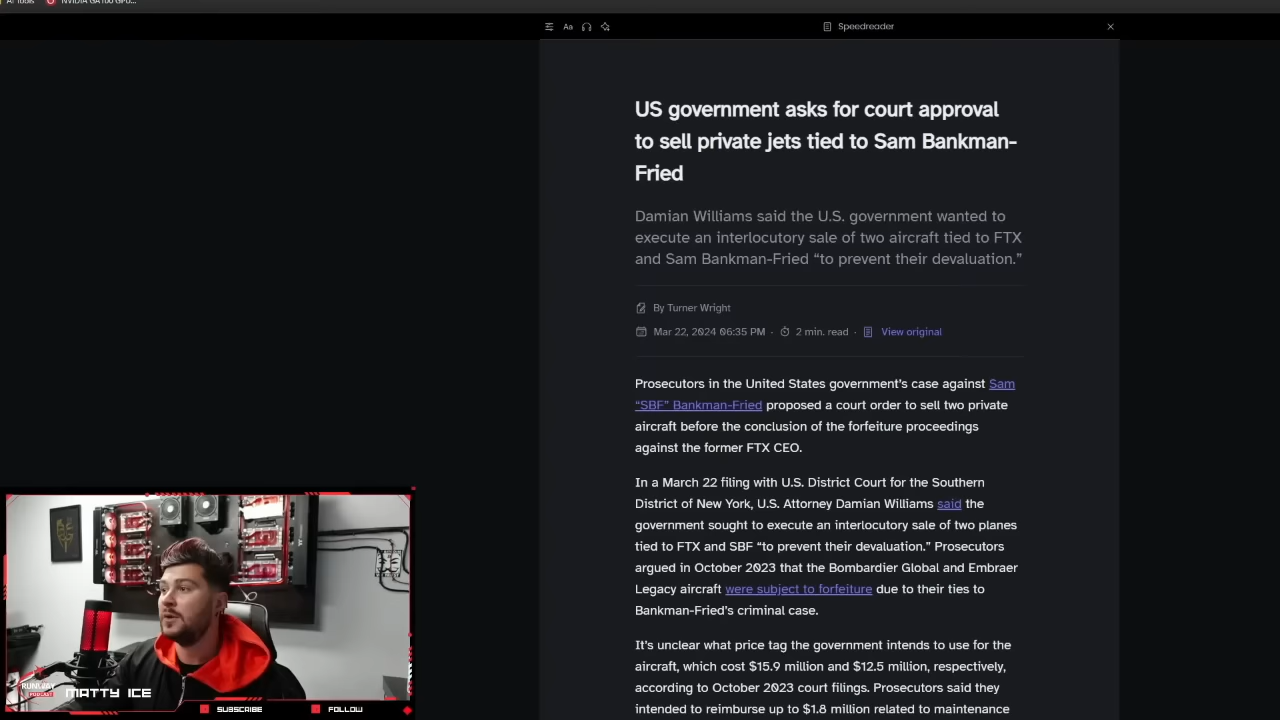 AI Tools NVIDIA GA100 GPU...
Speedreader
US government asks for court approval
to sell private jets tied to Sam Bankman-
Fried
Damian Williams said the U.S. government wanted to
execute an interlocutory sale of two aircraft tied to FTX
and Sam Bankman-Fried “to prevent their devaluation.”
By Turner Wright
Mar 22, 2024 06:35 PM · 2 min. read · View original
Prosecutors in the United States government’s case against Sam
“SBF” Bankman-Fried proposed a court order to sell two private
aircraft before the conclusion of the forfeiture proceedings
against the former FTX CEO.
In a March 22 filing with U.S. District Court for the Southern
District of New York, U.S. Attorney Damian Williams said the
government sought to execute an interlocutory sale of two planes
tied to FTX and SBF “to prevent their devaluation.” Prosecutors
argued in October 2023 that the Bombardier Global and Embraer
Legacy aircraft were subject to forfeiture due to their ties to
Bankman-Fried’s criminal case.
It’s unclear what price tag the government intends to use for the
aircraft, which cost $15.9 million and $12.5 million, respectively,
according to October 2023 court filings. Prosecutors said they
intended to reimburse up to $1.8 million related to maintenance
RUNWAY
PODCAST
MATTY ICE
SUBSCRIBE
FOLLOW